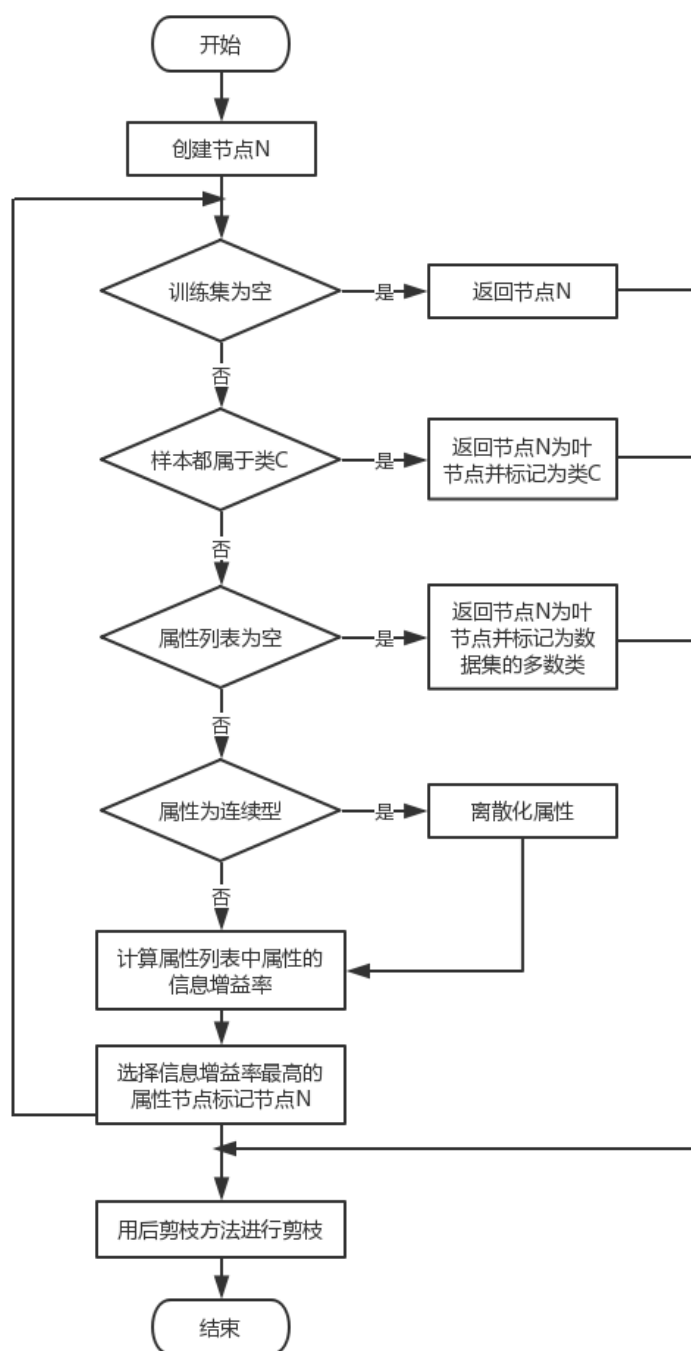 开始
创建节点N
训练集为空
是
返回节点N
否
样本都属于类C
是
返回节点N为叶
节点并标记为类C
否
属性列表为空
是
返回节点N为叶
节点并标记为数
据集的多数类
否
属性为连续型
是
离散化属性
否
计算属性列表中属性的
信息增益率
选择信息增益率最高的
属性节点标记节点N
用后剪枝方法进行剪枝
结束